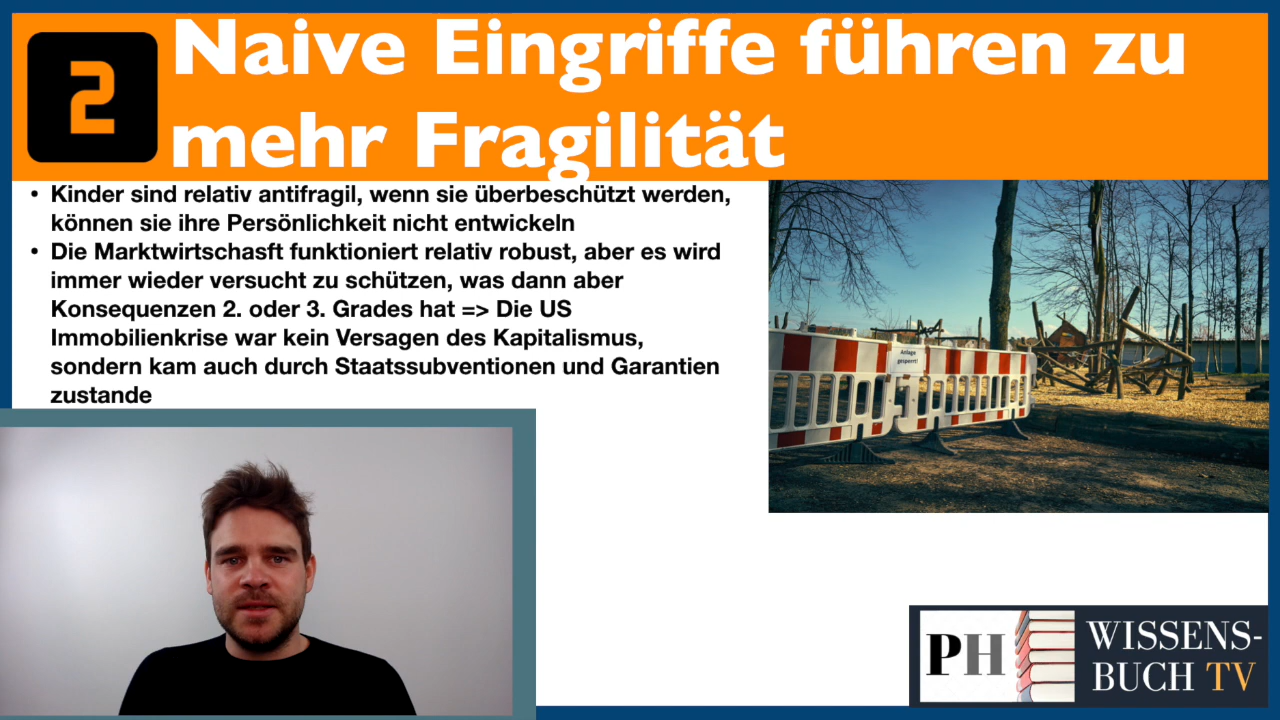 2
Naive Eingriffe führen zu
mehr Fragilität
• Kinder sind relativ antifragil, wenn sie überbeschützt werden,
können sie ihre Persönlichkeit nicht entwickeln
• Die Marktwirtschasft funktioniert relativ robust, aber es wird
immer wieder versucht zu schützen, was dann aber
Konsequenzen 2. oder 3. Grades hat => Die US
Immobilienkrise war kein Versagen des Kapitalismus,
sondern kam auch durch Staatssubventionen und Garantien
zustande
Anlage
gesperrt!
PH
WISSENS-
BUCH TV